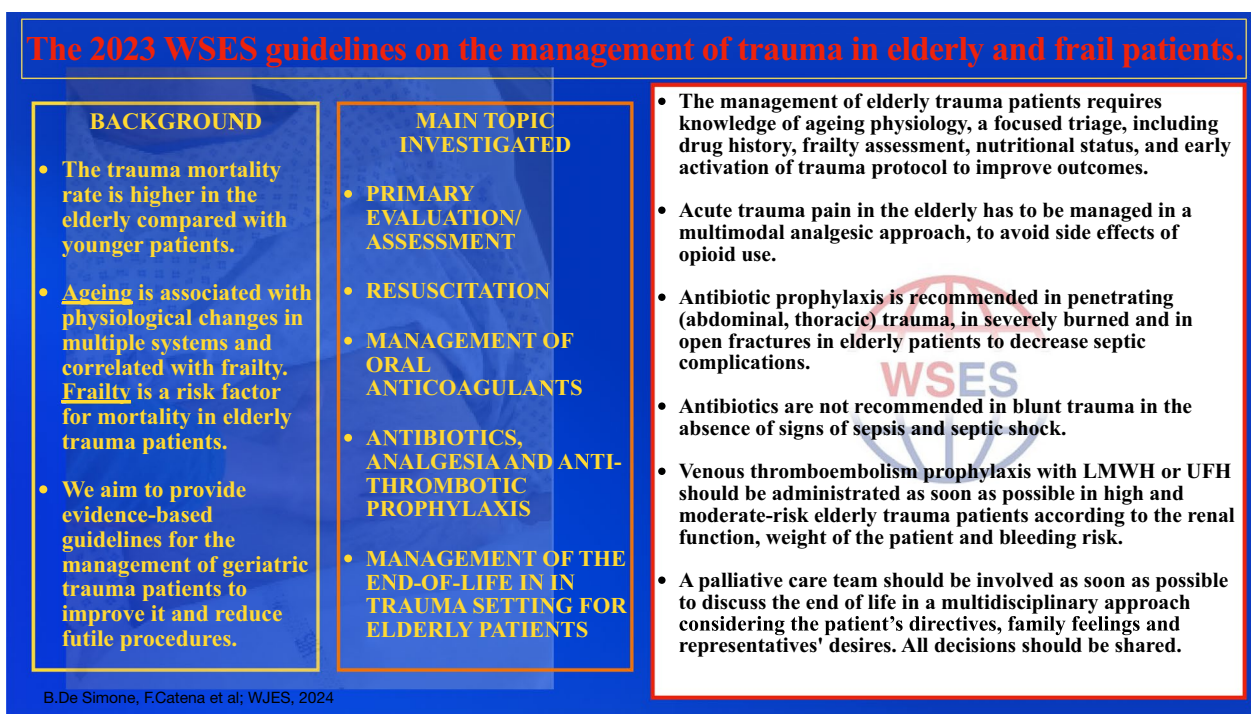 The 2023 WSES guidelines on the management of trauma in elderly and frail patients.
BACKGROUND
• The trauma mortality
rate is higher in the
elderly compared with
younger patients.
• Ageing is associated with
physiological changes in
multiple systems and
correlated with frailty.
Frailty is a risk factor
for mortality in elderly
trauma patients.
• We aim to provide
evidence-based
guidelines for the
management of geriatric
trauma patients to
improve it and reduce
futile procedures.
MAIN TOPIC
INVESTIGATED
• PRIMARY
EVALUATION/
ASSESSMENT
• RESUSCITATION
• MANAGEMENT OF
ORAL
ANTICOAGULANTS
• ANTIBIOTICS,
ANALGESIA AND ANTI-
THROMBOTIC
PROPHYLAXIS
• MANAGEMENT OF THE
END-OF-LIFE IN IN
TRAUMA SETTING FOR
ELDERLY PATIENTS
• The management of elderly trauma patients requires
knowledge of ageing physiology, a focused triage, including
drug history, frailty assessment, nutritional status, and early
activation of trauma protocol to improve outcomes.
• Acute trauma pain in the elderly has to be managed in a
multimodal analgesic approach, to avoid side effects of
opioid use.
• Antibiotic prophylaxis is recommended in penetrating
(abdominal, thoracic) trauma, in severely burned and in
open fractures in elderly patients to decrease septic
complications.
WSES
• Antibiotics are not recommended in blunt trauma in the
absence of signs of sepsis and septic shock.
• Venous thromboembolism prophylaxis with LMWH or UFH
should be administrated as soon as possible in high and
moderate-risk elderly trauma patients according to the renal
function, weight of the patient and bleeding risk.
• A palliative care team should be involved as soon as possible
to discuss the end of life in a multidisciplinary approach
considering the patient's directives, family feelings and
representatives' desires. All decisions should be shared.
B.De Simone, F.Catena et al; WJES, 2024